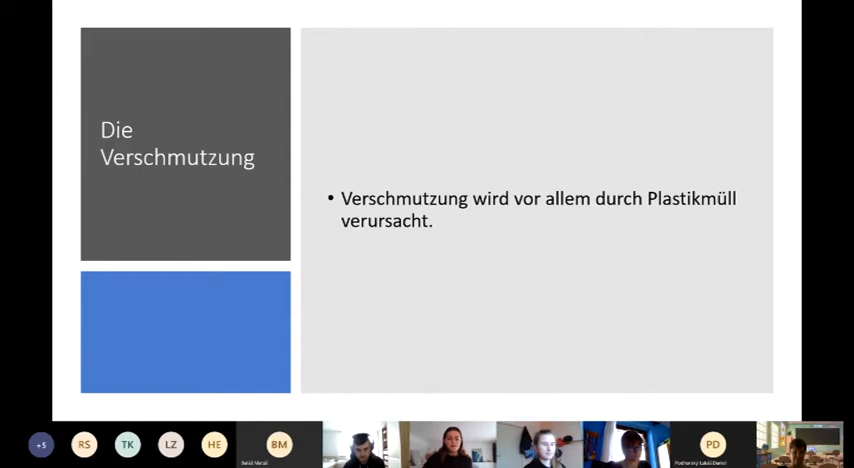 Die
Verschmutzung
• Verschmutzung wird vor allem durch Plastikmüll
verursacht.
+5
RS
TK
LZ
HE
BM
PD